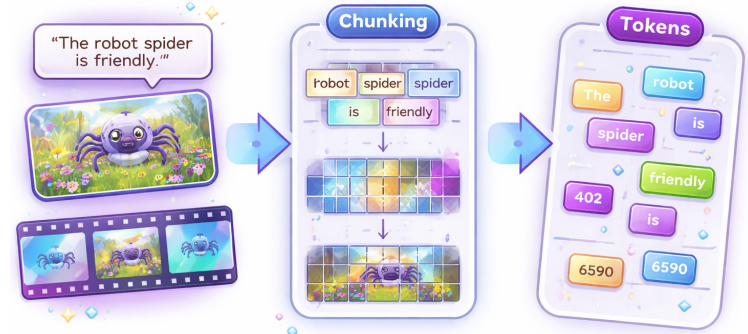 “The robot spider
is friendly.’”
Chunking
robot spider spider
is friendly
Tokens
The robot
is
spider
friendly
402
is
6590 6590